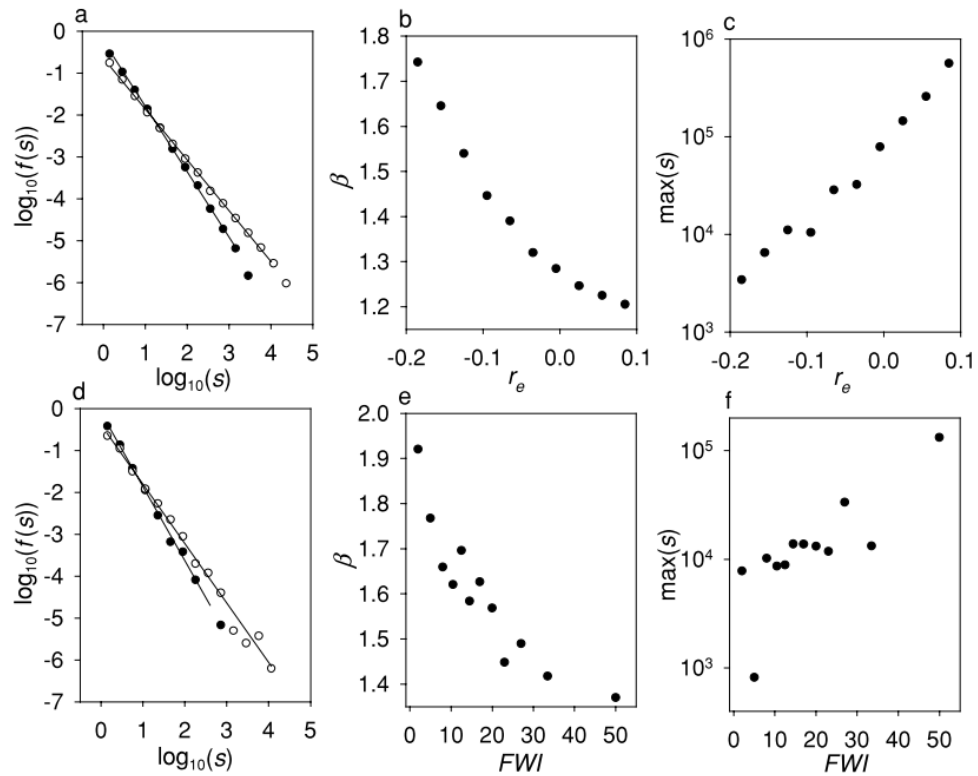 a
log10(f(s))
0
-1
-2
-3
-4
-5
-6
-7
0 1 2 3 4 5
log10(s)
b
β
1.8
1.7
1.6
1.5
1.4
1.3
1.2
-0.2 -0.1 0.0 0.1
re
c
max(s)
10^6
10^5
10^4
10^3
-0.2 -0.1 0.0 0.1
re
d
log10(f(s))
0
-1
-2
-3
-4
-5
-6
-7
0 1 2 3 4 5
log10(s)
e
β
2.0
1.9
1.8
1.7
1.6
1.5
1.4
0 10 20 30 40 50
FWI
f
max(s)
10^5
10^4
10^3
0 10 20 30 40 50
FWI